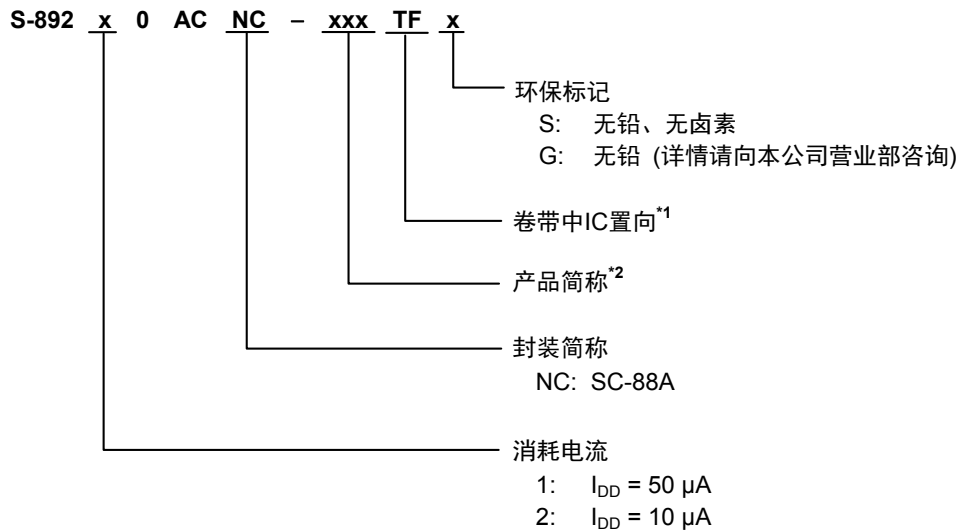 S-892 x 0 AC NC – xxx TF x
环保标记
S: 无铅、无卤素
G: 无铅 (详情请向本公司营业部咨询)
卷带中IC置向*1
产品简称*2
封装简称
NC: SC-88A
消耗电流
1: IDD = 50 μA
2: IDD = 10 μA